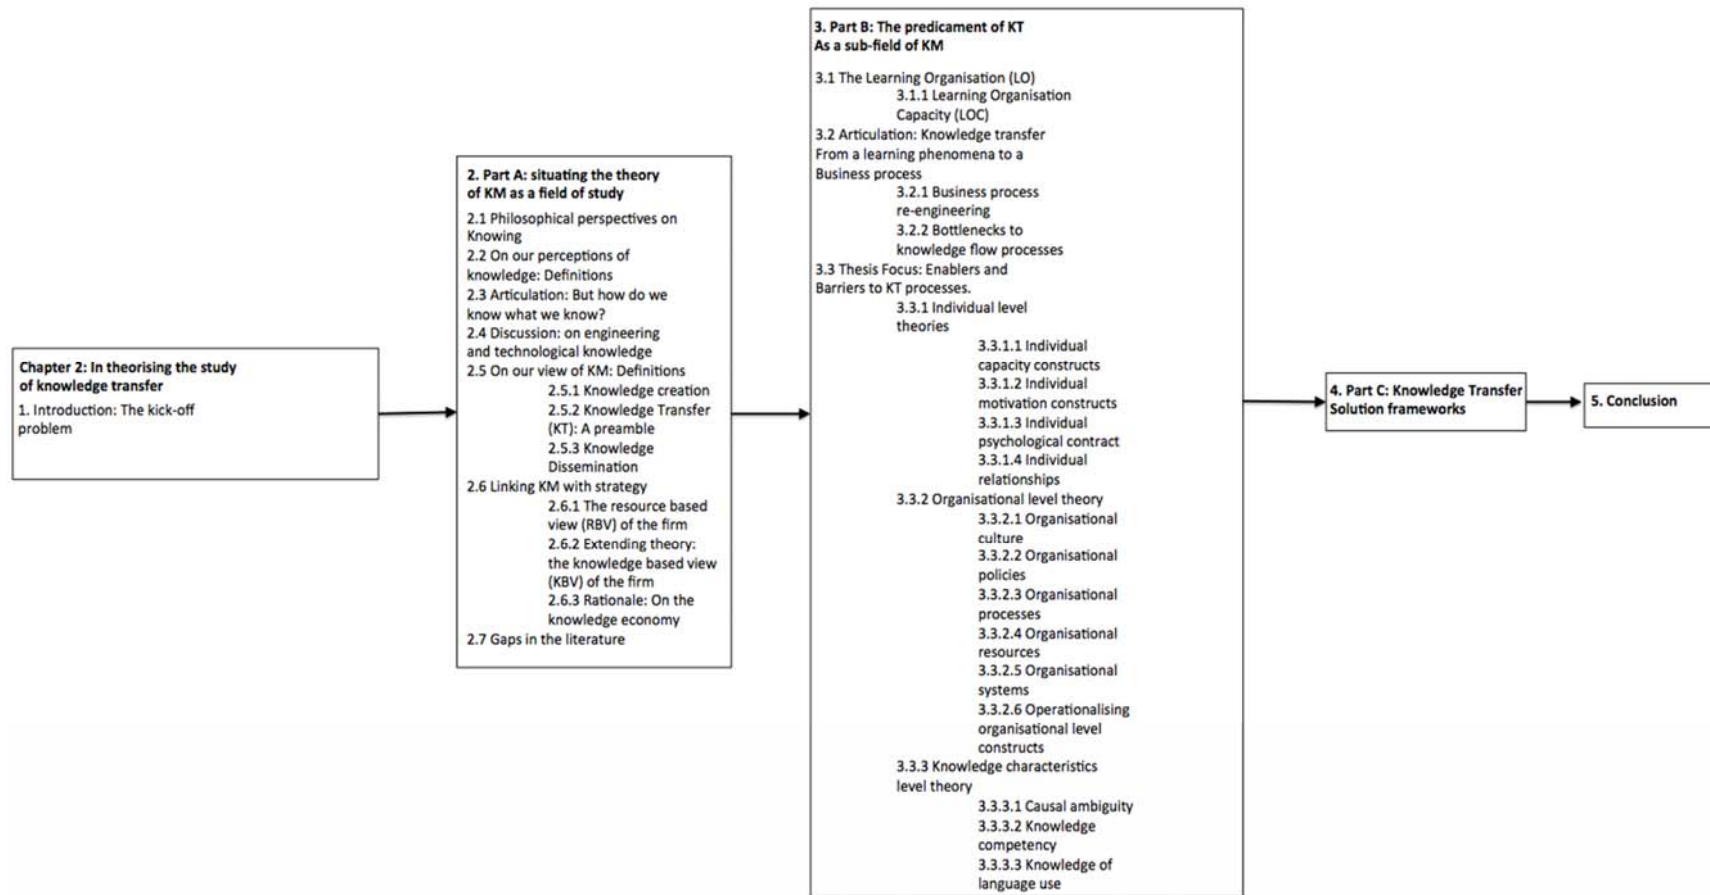 Chapter 2: In theorising the study
of knowledge transfer
1. Introduction: The kick-off
problem
2. Part A: situating the theory
of KM as a field of study
2.1 Philosophical perspectives on
Knowing
2.2 On our perceptions of
knowledge: Definitions
2.3 Articulation: But how do we
know what we know?
2.4 Discussion: on engineering
and technological knowledge
2.5 On our view of KM: Definitions
2.5.1 Knowledge creation
2.5.2 Knowledge Transfer
(KT): A preamble
2.5.3 Knowledge
Dissemination
2.6 Linking KM with strategy
2.6.1 The resource based
view (RBV) of the firm
2.6.2 Extending theory:
the knowledge based view
(KBV) of the firm
2.6.3 Rationale: On the
knowledge economy
2.7 Gaps in the literature
3. Part B: The predicament of KT
As a sub-field of KM
3.1 The Learning Organisation (LO)
3.1.1 Learning Organisation
Capacity (LOC)
3.2 Articulation: Knowledge transfer
From a learning phenomena to a
Business process
3.2.1 Business process
re-engineering
3.2.2 Bottlenecks to
knowledge flow processes
3.3 Thesis Focus: Enablers and
Barriers to KT processes.
3.3.1 Individual level
theories
3.3.1.1 Individual
capacity constructs
3.3.1.2 Individual
motivation constructs
3.3.1.3 Individual
psychological contract
3.3.1.4 Individual
relationships
3.3.2 Organisational level theory
3.3.2.1 Organisational
culture
3.3.2.2 Organisational
policies
3.3.2.3 Organisational
processes
3.3.2.4 Organisational
resources
3.3.2.5 Organisational
systems
3.3.2.6 Operationalising
organisational level
constructs
3.3.3 Knowledge characteristics
level theory
3.3.3.1 Causal ambiguity
3.3.3.2 Knowledge
competency
3.3.3.3 Knowledge of
language use
4. Part C: Knowledge Transfer
Solution frameworks
5. Conclusion